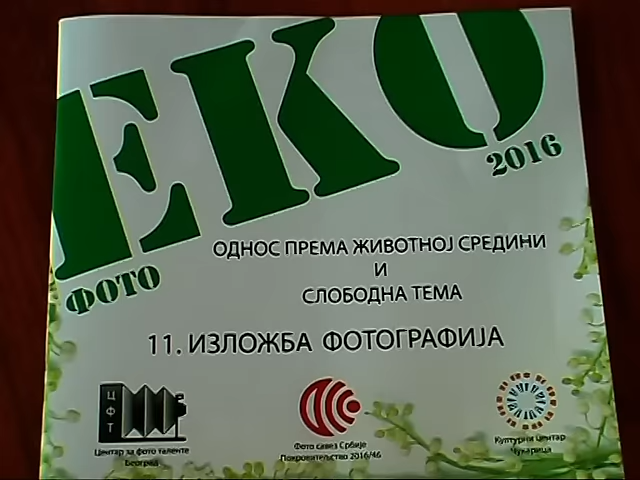 ЕКО
2016
ФОТО
ОДНОС ПРЕМА ЖИВОТНОЈ СРЕДИНИ
И
СЛОБОДНА ТЕМА
11. ИЗЛОЖБА ФОТОГРАФИЈА
ЦФТ
Центар за фото таленте
Београд
Фото савез Србије
Покровитељство 2016/46
Културни центар
Чукарица